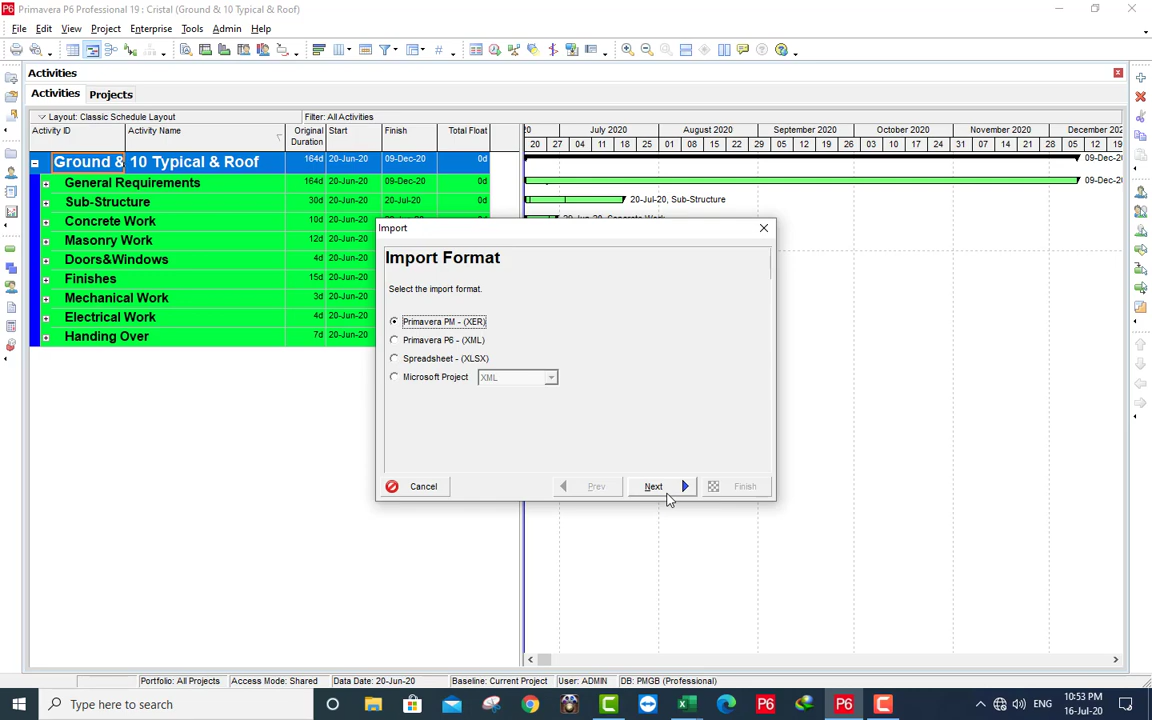 Primavera P6 Professional 19 : Cristal (Ground & 10 Typical & Roof)
File Edit View Project Enterprise Tools Admin Help
Activities
Activities Projects
Layout: Classic Schedule Layout Filter: All Activities
Activity ID Activity Name Original Duration Start Finish Total Float
July 2020 August 2020 September 2020 October 2020 November 2020 December 202
20 27 04 11 18 25 01 08 15 22 29 05 12 19 26 03 10 17 24 31 07 14 21 28 05 12 19
Ground & 10 Typical & Roof 164d 20-Jun-20 09-Dec-20 0d 09-Dec-2
General Requirements 164d 20-Jun-20 09-Dec-20 0d 09-Dec-2
Sub-Structure 30d 20-Jun-20 20-Jul-20 0d 20-Jul-20, Sub-Structure
Concrete Work 10d 20-Jun-20
Masonry Work 12d 20-Jun-20
Doors&Windows 4d 20-Jun-20
Finishes 15d 20-Jun-20
Mechanical Work 3d 20-Jun-20
Electrical Work 4d 20-Jun-20
Handing Over 7d 20-Jun-20
Import
Import Format
Select the import format.
Primavera PM - (XER)
Primavera P6 - (XML)
Spreadsheet - (XLSX)
Microsoft Project XML
Cancel Prev Next Finish
Portfolio: All Projects Access Mode: Shared Data Date: 20-Jun-20 Baseline: Current Project User: ADMIN DB: PMGB (Professional)
Type here to search
ENG
10:53 PM
16-Jul-20